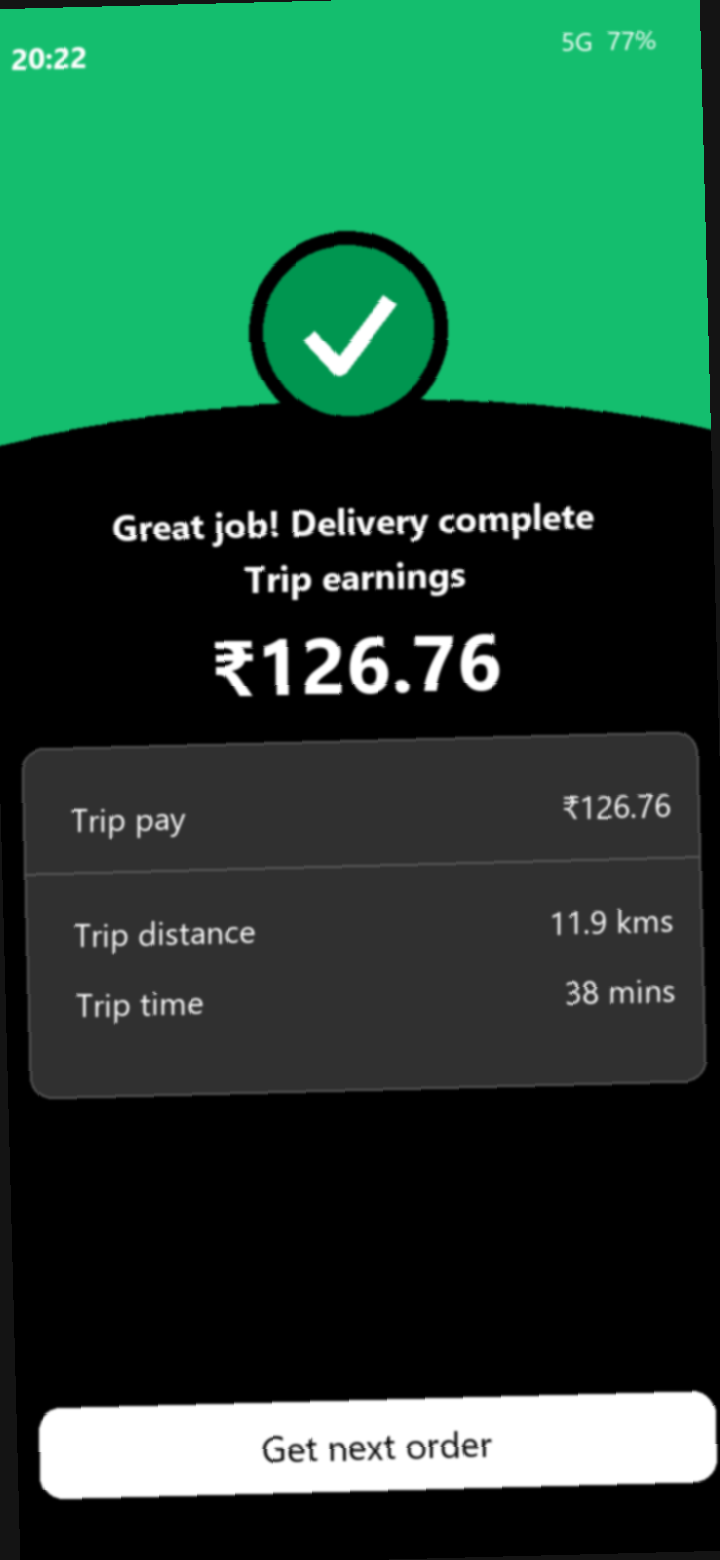 20:22 5G 77%
Great job! Delivery complete
Trip earnings
₹126.76
Trip pay ₹126.76
Trip distance 11.9 kms
Trip time 38 mins
Get next order